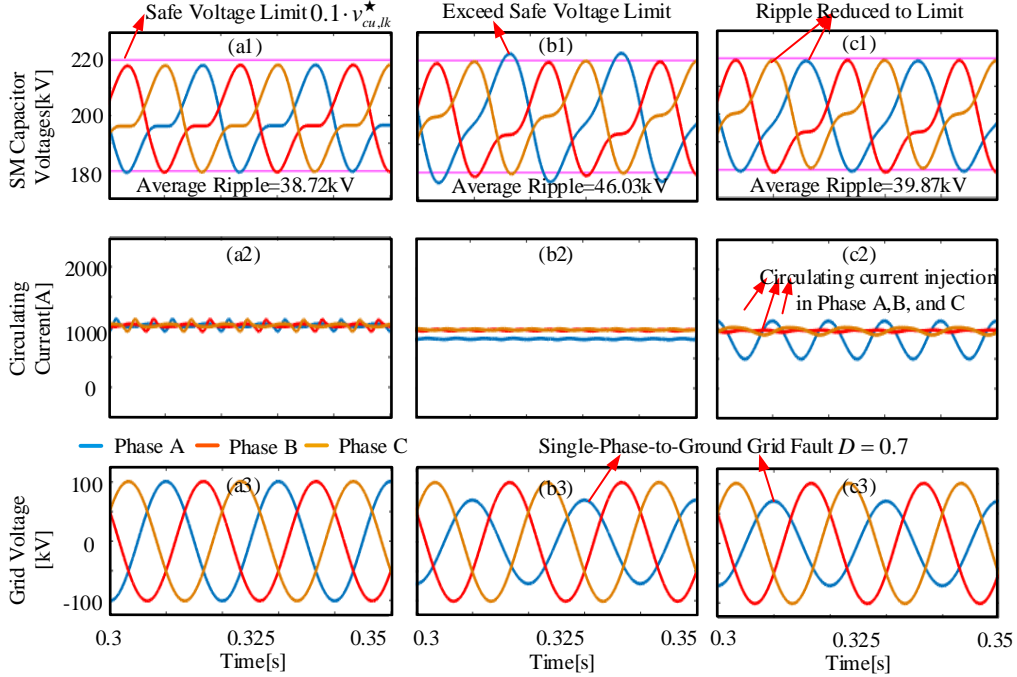 Safe Voltage Limit 0.1 · v★cu,lk
Exceed Safe Voltage Limit
Ripple Reduced to Limit
(a1)
(b1)
(c1)
SM Capacitor
Voltages[kV]
220
200
180
Average Ripple=38.72kV
Average Ripple=46.03kV
Average Ripple=39.87kV
(a2)
(b2)
(c2)
Circulating
Current[A]
2000
1000
0
Circulating current injection
in Phase A,B, and C
Phase A Phase B Phase C
Single-Phase-to-Ground Grid Fault D = 0.7
(a3)
(b3)
(c3)
Grid Voltage
[kV]
100
0
-100
0.3 0.325 0.35
0.3 0.325 0.35
0.3 0.325 0.35
Time[s]
Time[s]
Time[s]